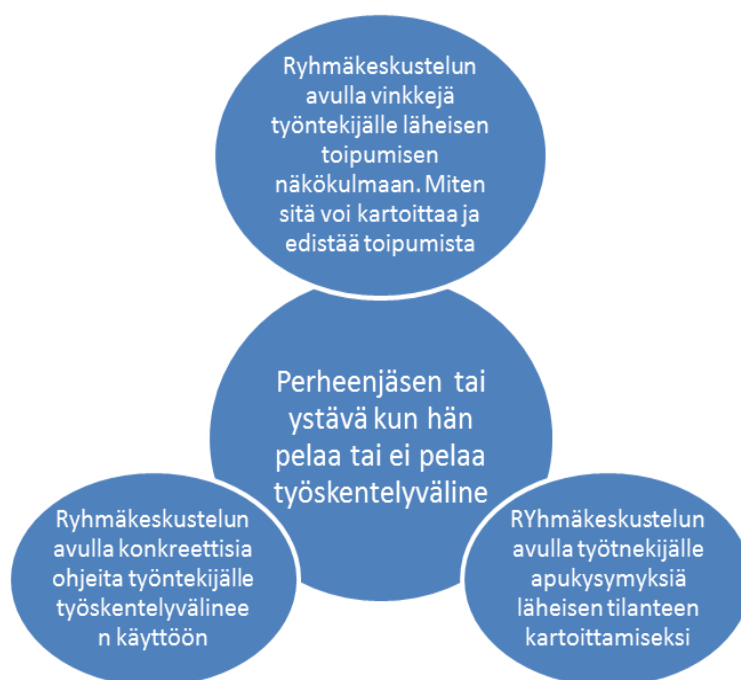 Ryhmäkeskustelun
avulla vinkkejä
työntekijälle läheisen
toipumisen
näkökulmaan. Miten
sitä voi kartoittaa ja
edistää toipumista
Perheenjäsen tai
ystävä kun hän
pelaa tai ei pelaa
työskentelyväline
Ryhmäkeskustelun
avulla konkreettisia
ohjeita työntekijälle
työskentelyvälinee
n käyttöön
RYhmäkeskustelun
avulla työtnekijälle
apukysymyksiä
läheisen tilanteen
kartoittamiseksi